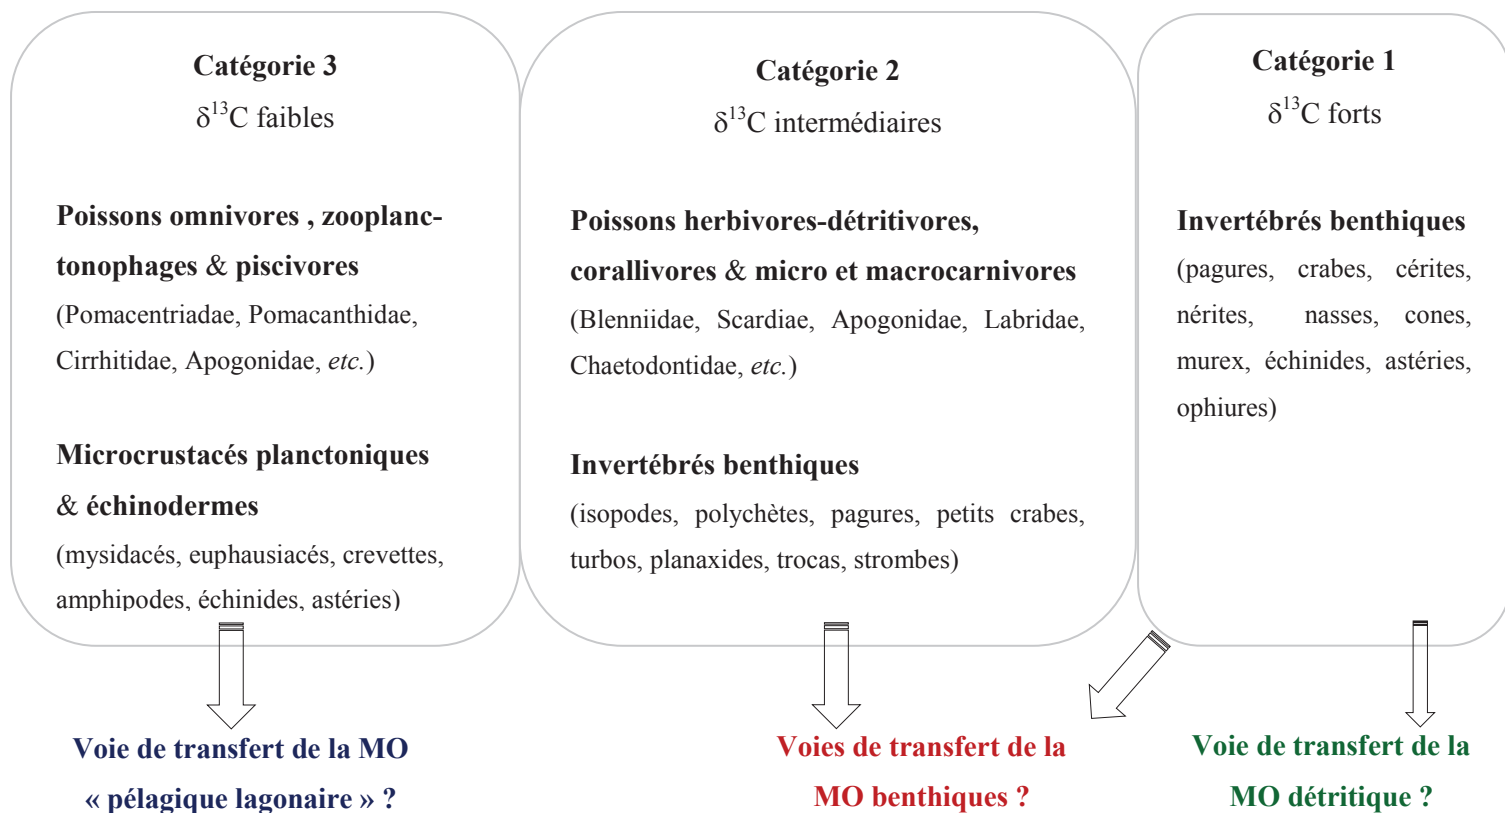 Catégorie 3
δ¹³C faibles
Poissons omnivores , zooplanc-
tonophages & piscivores
(Pomacentriadae, Pomacanthidae,
Cirrhitidae, Apogonidae, etc.)
Microcrustacés planctoniques
& échinodermes
(mysidacés, euphausiacés, crevettes,
amphipodes, échinides, astéries)
Voie de transfert de la MO
« pélagique lagonaire » ?
Catégorie 2
δ¹³C intermédiaires
Poissons herbivores-détritivores,
corallivores & micro et macrocarnivores
(Blenniidae, Scardiae, Apogonidae, Labridae,
Chaetodontidae, etc.)
Invertébrés benthiques
(isopodes, polychètes, pagures, petits crabes,
turbos, planaxides, trocas, strombes)
Voies de transfert de la
MO benthiques ?
Catégorie 1
δ¹³C forts
Invertébrés benthiques
(pagures, crabes, cérites,
nérites, nasses, cones,
murex, échinides, astéries,
ophiures)
Voie de transfert de la
MO détritique ?